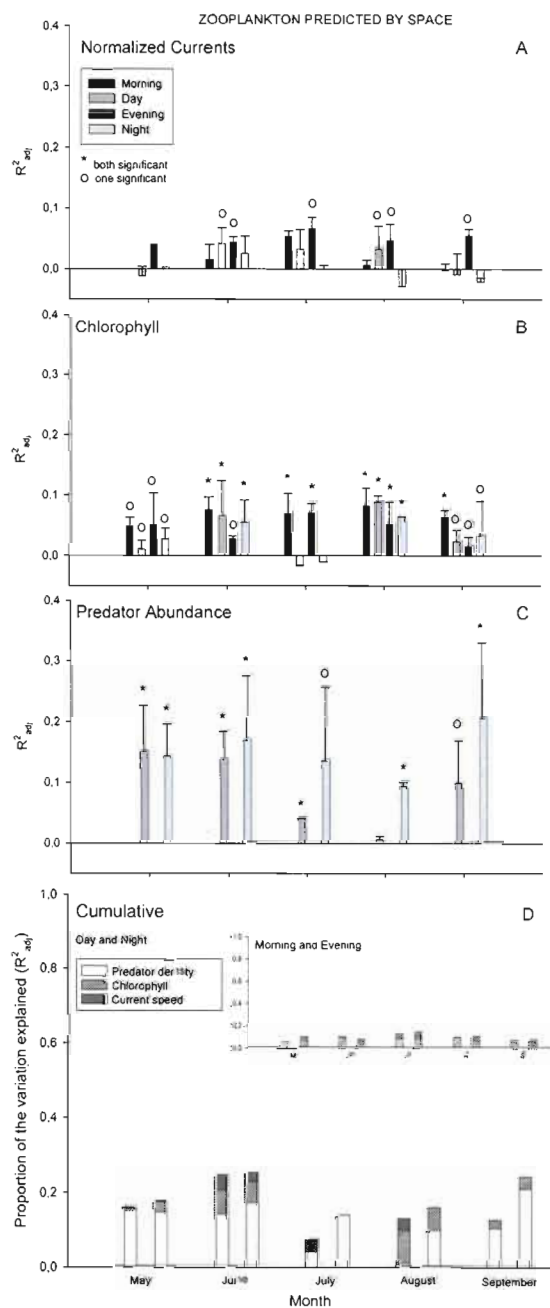 ZOOPLANKTON PREDICTED BY SPACE
Normalized Currents
A
Morning
Day
Evening
Night
* both significant
o one significant
R²adj
0,4
0,3
0,2
0,1
0,0
Chlorophyll
B
R²adj
0,4
0,3
0,2
0,1
0,0
Predator Abundance
C
R²adj
0,4
0,3
0,2
0,1
0,0
Cumulative
D
Day and Night
Predator density
Chlorophyll
Current speed
Morning and Evening
Proportion of the variation explained (R²adj)
1,0
0,8
0,6
0,4
0,2
0,0
May
July
August
September
Month